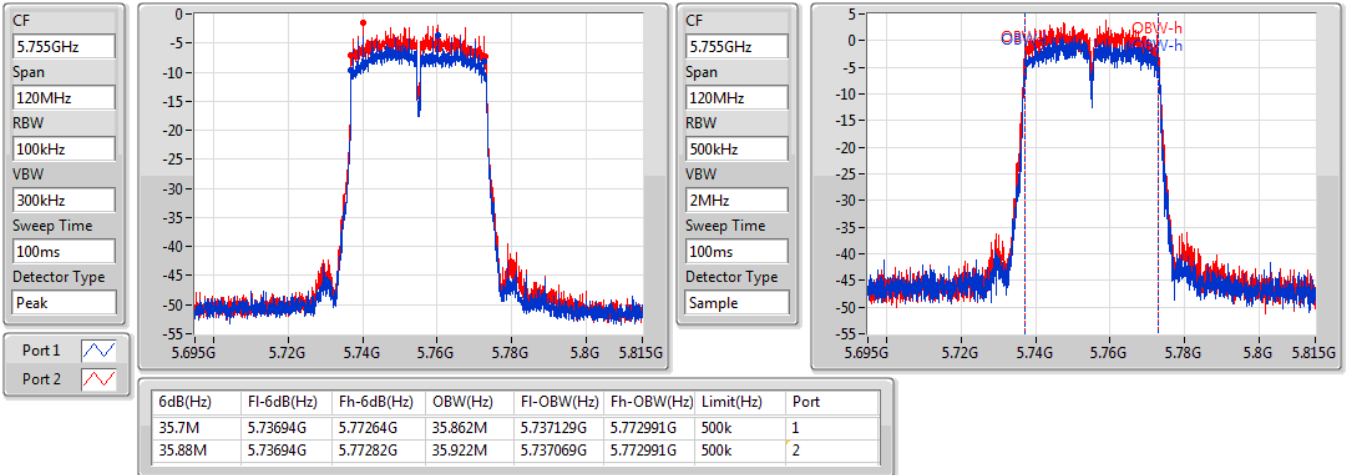 CF
5.755GHz
Span
120MHz
RBW
100kHz
VBW
300kHz
Sweep Time
100ms
Detector Type
Peak
0
-5
-10
-15
-20
-25
-30
-35
-40
-45
-50
-55
5.695G 5.72G 5.74G 5.76G 5.78G 5.8G 5.815G
CF
5.755GHz
Span
120MHz
RBW
500kHz
VBW
2MHz
Sweep Time
100ms
Detector Type
Sample
5
0
-5
-10
-15
-20
-25
-30
-35
-40
-45
-50
-55
OBW-h
5.695G 5.72G 5.74G 5.76G 5.78G 5.8G 5.815G
Port 1
Port 2
6dB(Hz) Fl-6dB(Hz) Fh-6dB(Hz) OBW(Hz) Fl-OBW(Hz) Fh-OBW(Hz) Limit(Hz) Port
35.7M 5.73694G 5.77264G 35.862M 5.737129G 5.772991G 500k 1
35.88M 5.73694G 5.77282G 35.922M 5.737069G 5.772991G 500k 2